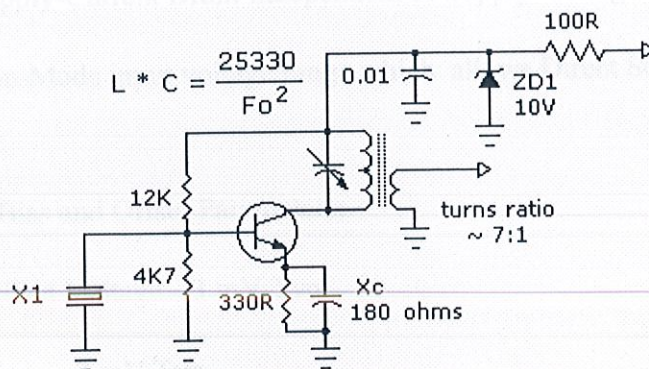 100R
L * C = 25330 / Fo²
0.01
ZD1
10V
12K
turns ratio
~ 7:1
4K7
X1
330R
Xc
180 ohms